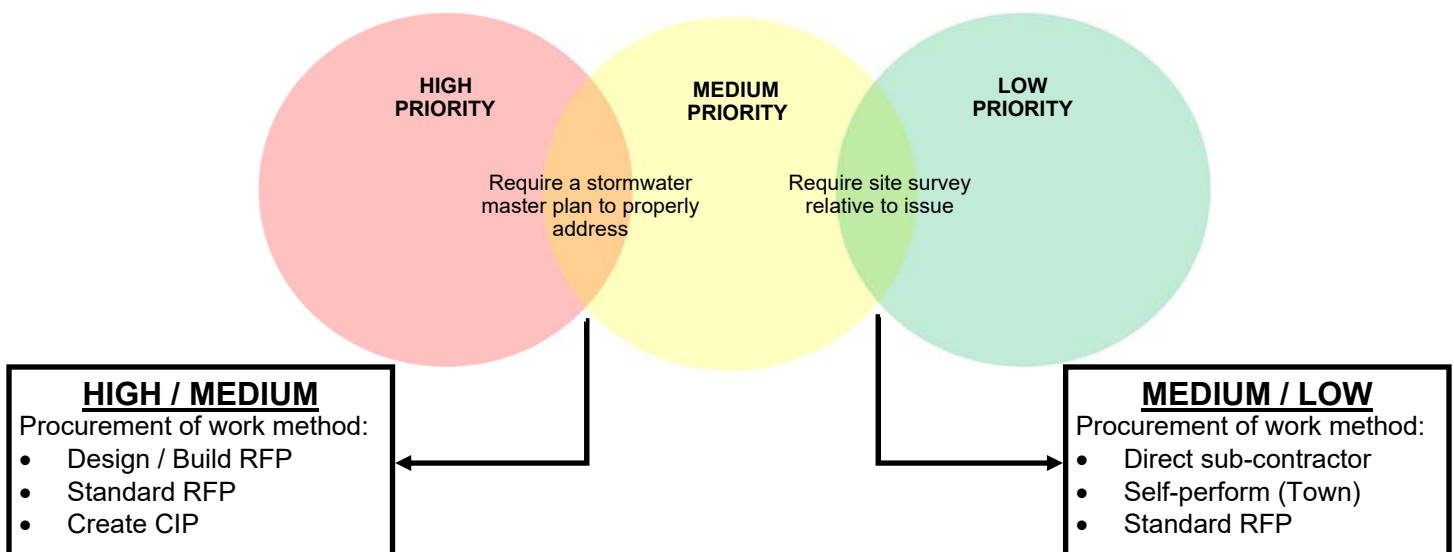 HIGH
PRIORITY
MEDIUM
PRIORITY
LOW
PRIORITY
Require a stormwater
master plan to properly
address
Require site survey
relative to issue
HIGH / MEDIUM
Procurement of work method:
• Design / Build RFP
• Standard RFP
• Create CIP
MEDIUM / LOW
Procurement of work method:
• Direct sub-contractor
• Self-perform (Town)
• Standard RFP